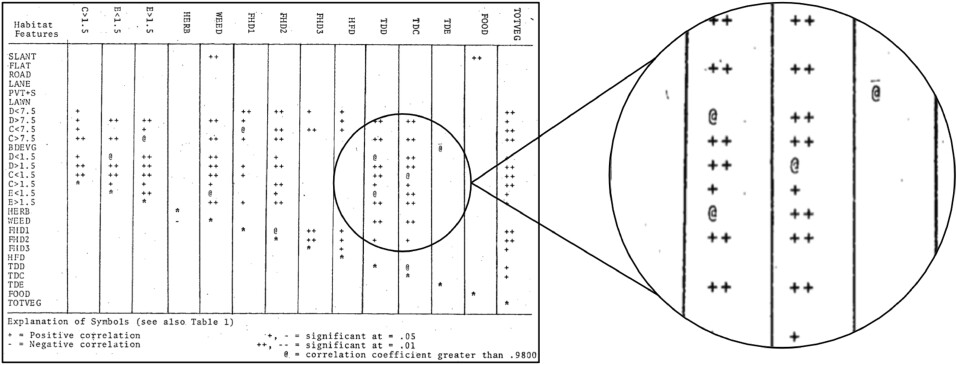 Habitat Features C>1.5 E<1.5 E>1.5 HERB WEED FHD1 FHD2 FHD3 HFD TDD TDC TDE FOOD TOTVEG
SLANT ++ ++
FLAT
ROAD
LANE
PVT+S
LAWN
D<7.5 + ++ ++ + + ++
D>7.5 + ++ ++ ++ + ++ + ++ ++ +
C<7.5 + + @ ++ ++ + ++
C>7.5 ++ ++ @ ++ + ++ ++ ++ ++
BDEVG @
D<1.5 + @ ++ ++ + @ ++ +
D>1.5 ++ ++ ++ ++ + ++ ++ ++ ++
C<1.5 ++ ++ ++ ++ + ++ @ ++
C>1.5 * + + + ++ + + +
E<1.5 * ++ @ + @ ++ +
E>1.5 * ++ + ++ ++ ++ ++
HERB *
WEED - * ++ ++
FHD1 * @ ++ + ++
FHD2 * ++ + + + ++
FHD3 * + +
HFD *
TDD * @ +
TDC * +
TDE *
FOOD *
TOTVEG *
Explanation of Symbols (see also Table 1)
+ = Positive correlation +, - = significant at = .05
- = Negative correlation ++, -- = significant at = .01
@ = correlation coefficient greater than .9800
++ ++
++ ++
@
@ ++
++ ++
++ @
+ +
@ ++
++ ++
++ ++
+